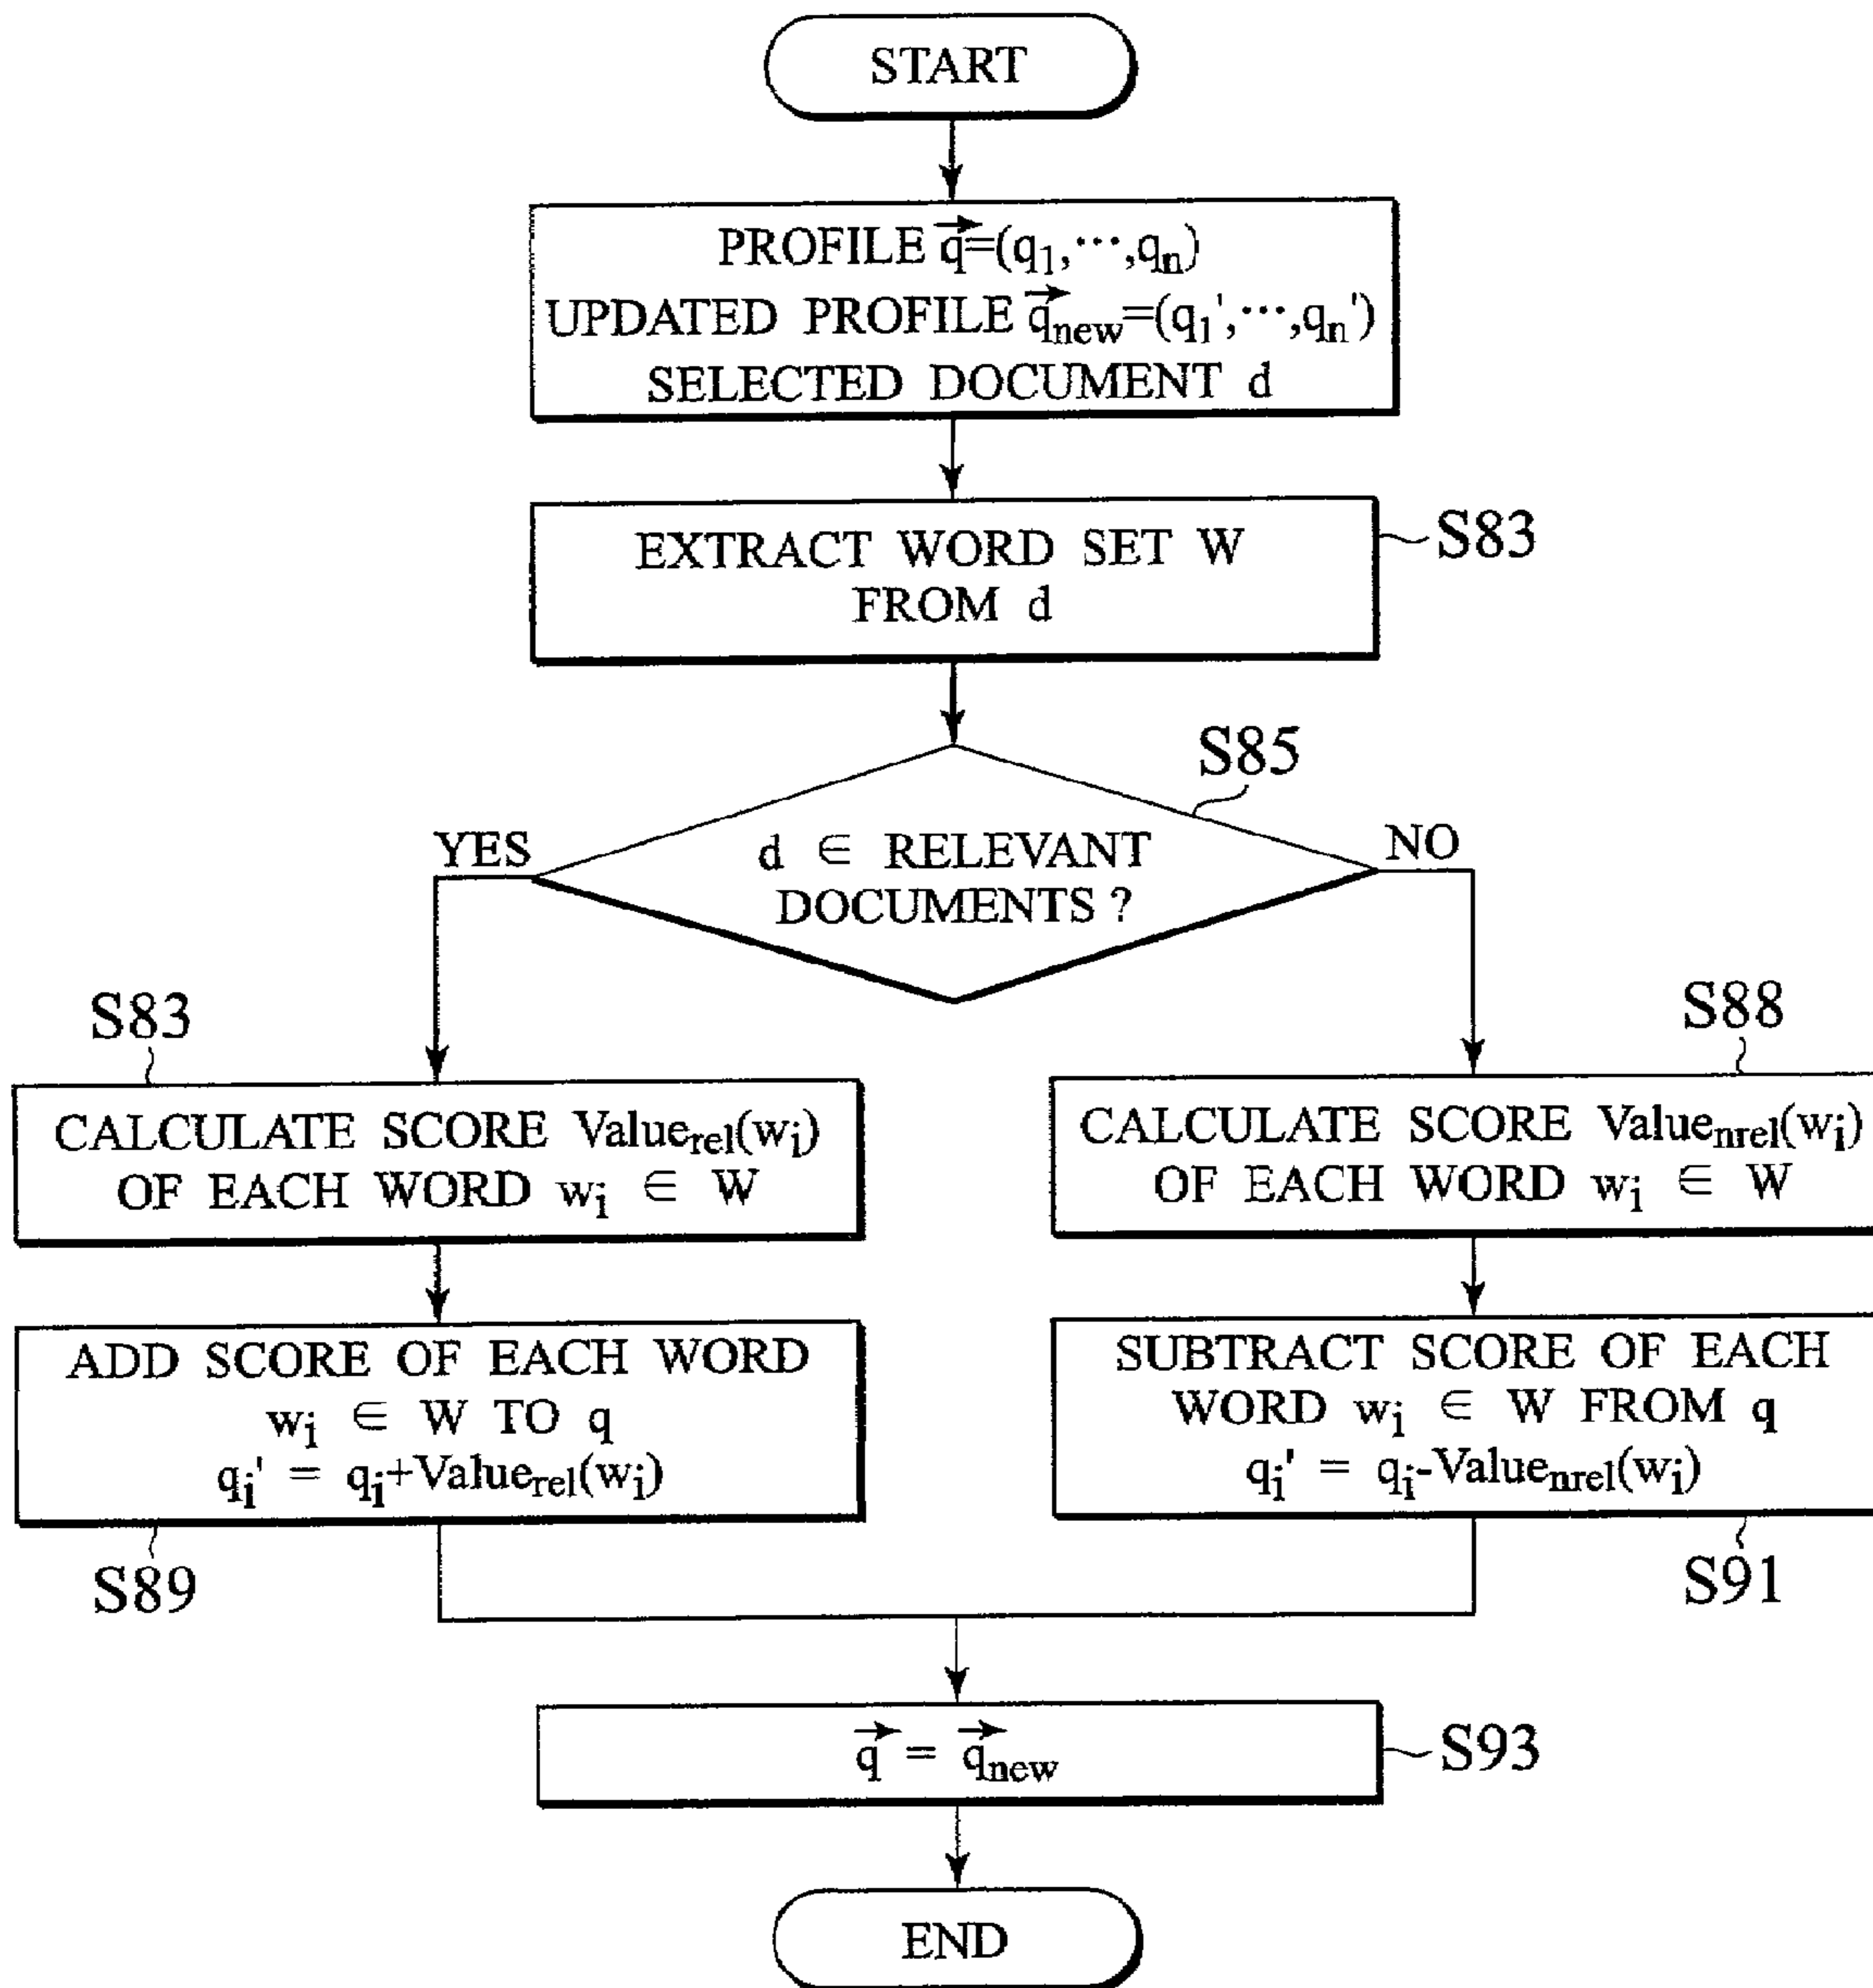 START
PROFILE q⃗=(q₁,⋯,qₙ)
UPDATED PROFILE q⃗new=(q₁',⋯,qₙ')
SELECTED DOCUMENT d
EXTRACT WORD SET W
FROM d
S83
S85
YES
d ∈ RELEVANT
DOCUMENTS ?
NO
S83
CALCULATE SCORE Valuerel(wi)
OF EACH WORD wi ∈ W
S88
CALCULATE SCORE Valuenrel(wi)
OF EACH WORD wi ∈ W
ADD SCORE OF EACH WORD
wi ∈ W TO q
qi' = qi+Valuerel(wi)
S89
SUBTRACT SCORE OF EACH
WORD wi ∈ W FROM q
qi' = qi-Valuenrel(wi)
S91
q⃗ = q⃗new
S93
END